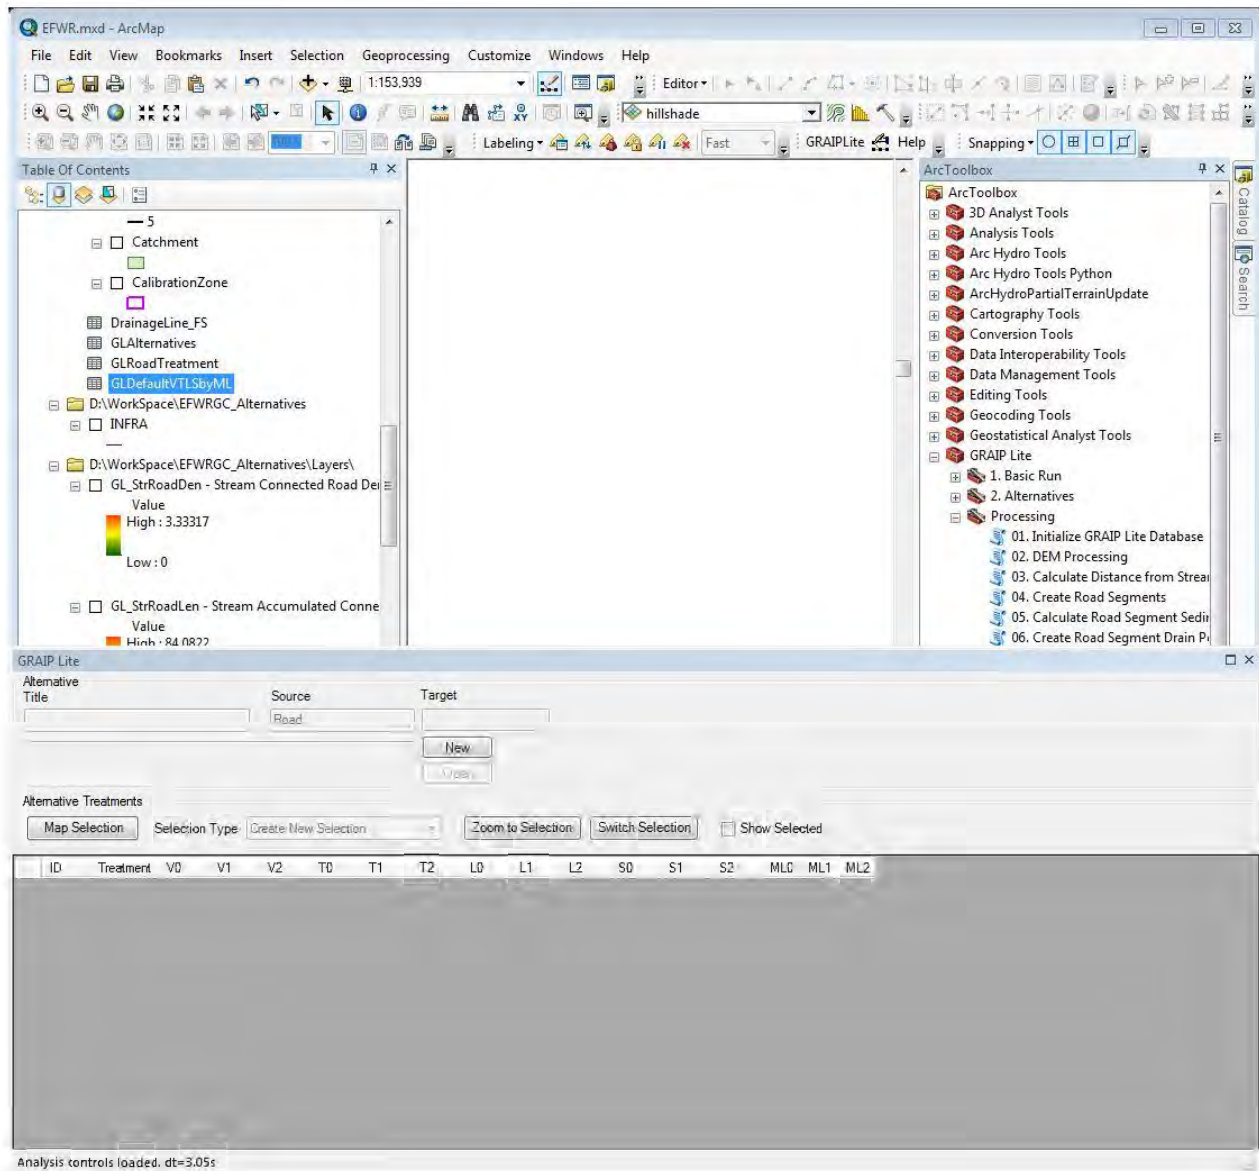 EFWR.mxd - ArcMap
File Edit View Bookmarks Insert Selection Geoprocessing Customize Windows Help
1:153,939 Editor
hillshade
Labeling Fast GRAIPLite Help Snapping
Table Of Contents
5
Catchment
CalibrationZone
DrainageLine_FS
GLAlternatives
GLRoadTreatment
GLDefaultVTLSbyML
D:\WorkSpace\EFWRGC_Alternatives
INFRA
D:\WorkSpace\EFWRGC_Alternatives\Layers\
GL_StrRoadDen - Stream Connected Road De
Value
High : 3.33317
Low : 0
GL_StrRoadLen - Stream Accumulated Conne
Value
High : 84.0822
ArcToolbox
ArcToolbox
3D Analyst Tools
Analysis Tools
Arc Hydro Tools
Arc Hydro Tools Python
ArcHydroPartialTerrainUpdate
Cartography Tools
Conversion Tools
Data Interoperability Tools
Data Management Tools
Editing Tools
Geocoding Tools
Geostatistical Analyst Tools
GRAIP Lite
1. Basic Run
2. Alternatives
Processing
01. Initialize GRAIP Lite Database
02. DEM Processing
03. Calculate Distance from Strea
04. Create Road Segments
05. Calculate Road Segment Sedi
06. Create Road Segment Drain P
Catalog
Search
GRAIP Lite
Alternative
Title Source Target
Road
New
Open
Alternative Treatments
Map Selection Selection Type Create New Selection Zoom to Selection Switch Selection Show Selected
ID Treatment V0 V1 V2 T0 T1 T2 L0 L1 L2 S0 S1 S2 ML0 ML1 ML2
Analysis controls loaded. dt=3.05s